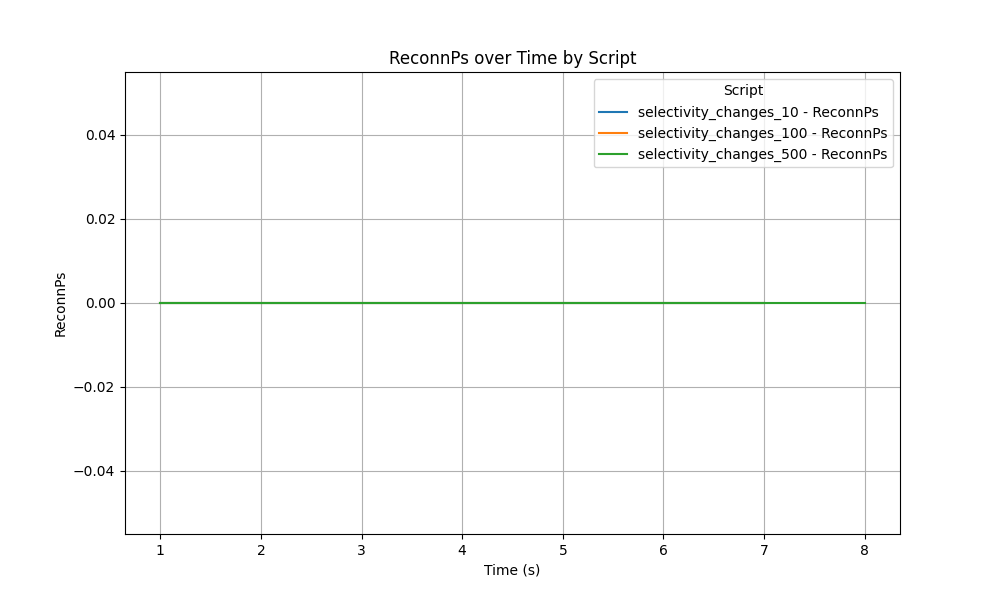 ReconnPs over Time by Script
Script
selectivity_changes_10 - ReconnPs
selectivity_changes_100 - ReconnPs
selectivity_changes_500 - ReconnPs
0.04
0.02
0.00
−0.02
−0.04
ReconnPs
1 2 3 4 5 6 7 8
Time (s)